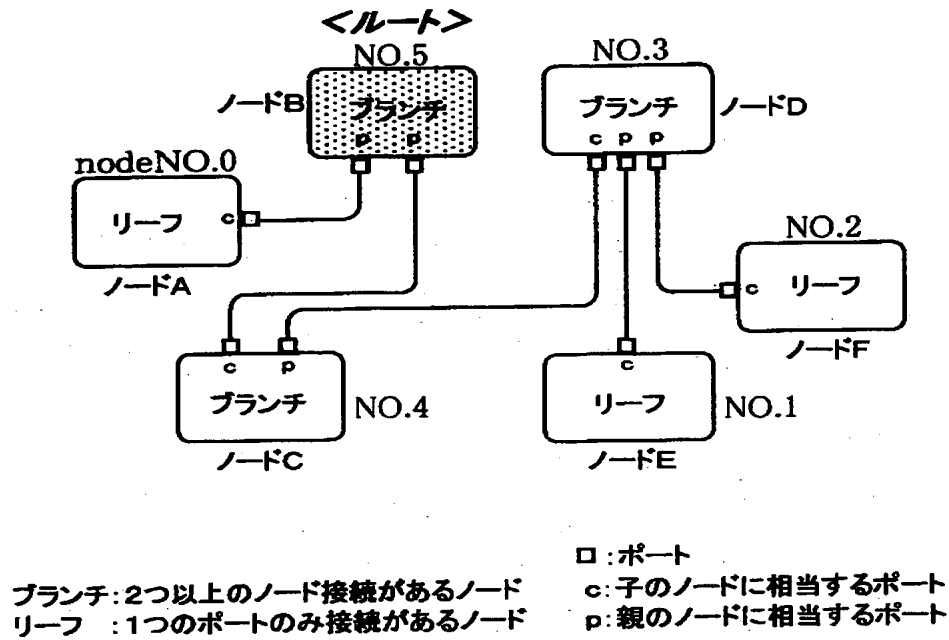 ＜ルート＞
NO.5
NO.3
ノードB
ブランチ
p p
ブランチ
c p p
ノードD
nodeNO.0
リーフ c
ノードA
NO.2
c リーフ
ノードF
c p
ブランチ
NO.4
ノードC
c
リーフ
NO.1
ノードE
□:ポート
ブランチ:2つ以上のノード接続があるノード
c:子のノードに相当するポート
リーフ :1つのポートのみ接続があるノード
p:親のノードに相当するポート